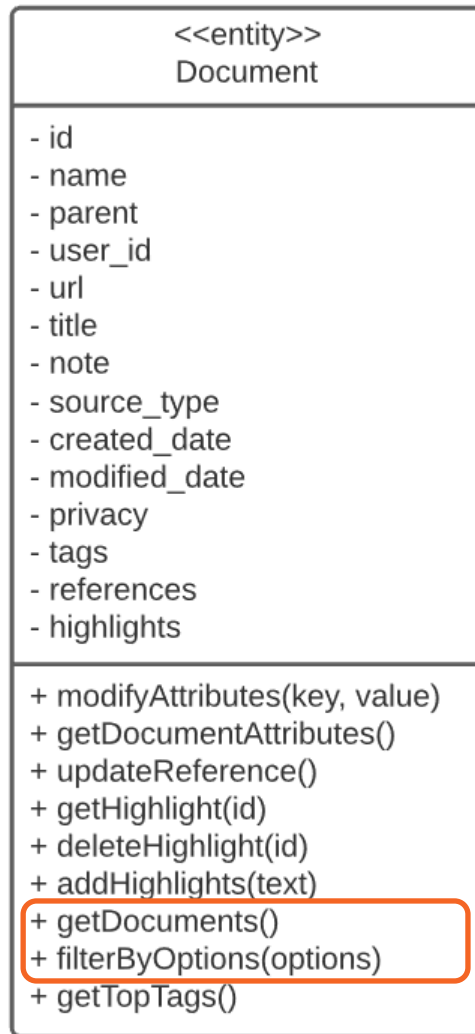 <<entity>>
Document
- id
- name
- parent
- user_id
- url
- title
- note
- source_type
- created_date
- modified_date
- privacy
- tags
- references
- highlights
+ modifyAttributes(key, value)
+ getDocumentAttributes()
+ updateReference()
+ getHighlight(id)
+ deleteHighlight(id)
+ addHighlights(text)
+ getDocuments()
+ filterByOptions(options)
+ getTopTags()